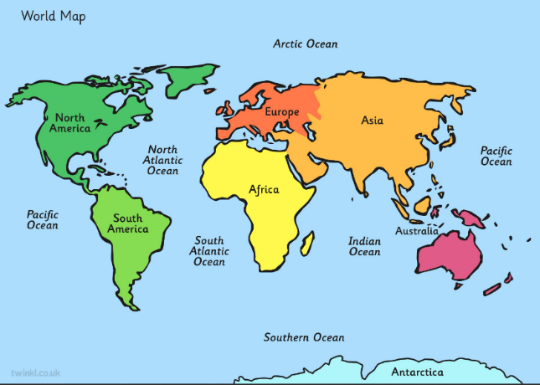 World Map
Arctic Ocean
North
America
Europe
Asia
North
Atlantic
Ocean
Pacific
Ocean
Africa
Pacific
Ocean
South
America
South
Atlantic
Ocean
Indian
Ocean
Australia
Southern Ocean
Antarctica
twinkl.co.uk